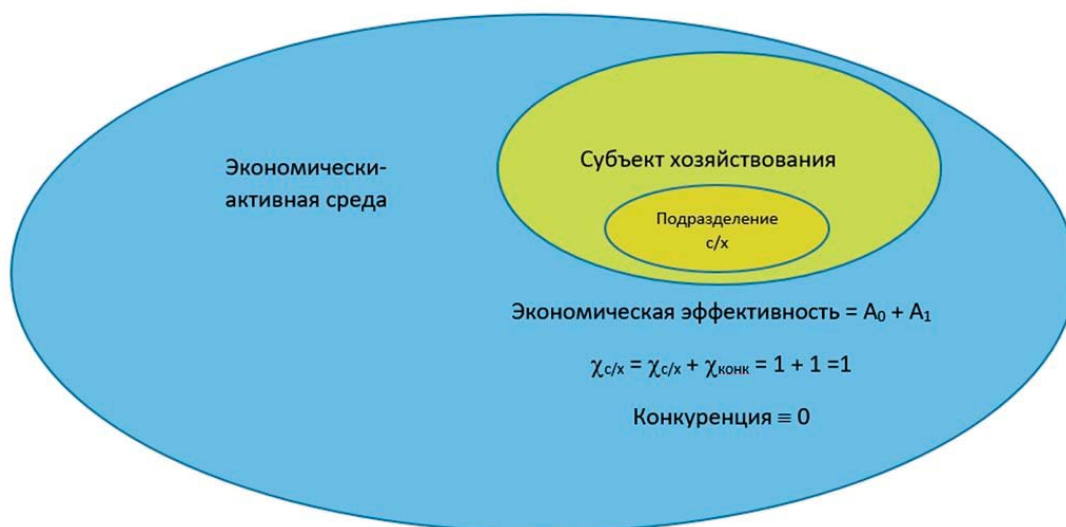 Экономически-
активная среда
Субъект хозяйствования
Подразделение
с/х
Экономическая эффективность = A₀ + A₁
χс/х = χс/х + χконк = 1 + 1 =1
Конкуренция ≡ 0